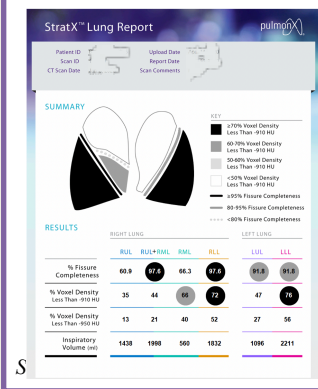 StratX™ Lung Report
pulmonx
Patient ID
Scan ID
CT Scan Date
Upload Date
Report Date
Scan Comments
SUMMARY
KEY
≥70% Voxel Density
Less Than -910 HU
60-70% Voxel Density
Less Than -910 HU
50-60% Voxel Density
Less Than -910 HU
<50% Voxel Density
Less Than -910 HU
≥95% Fissure Completeness
80-95% Fissure Completeness
<80% Fissure Completeness
RESULTS
RIGHT LUNG LEFT LUNG
RUL RUL+RML RML RLL LUL LLL
% Fissure
Completeness 60.9 97.6 66.3 97.6 91.8 91.8
% Voxel Density
Less Than -910 HU 35 44 66 72 47 76
% Voxel Density
Less Than -950 HU 13 21 40 52 27 56
Inspiratory
Volume (ml) 1438 1998 560 1832 1096 2211
S